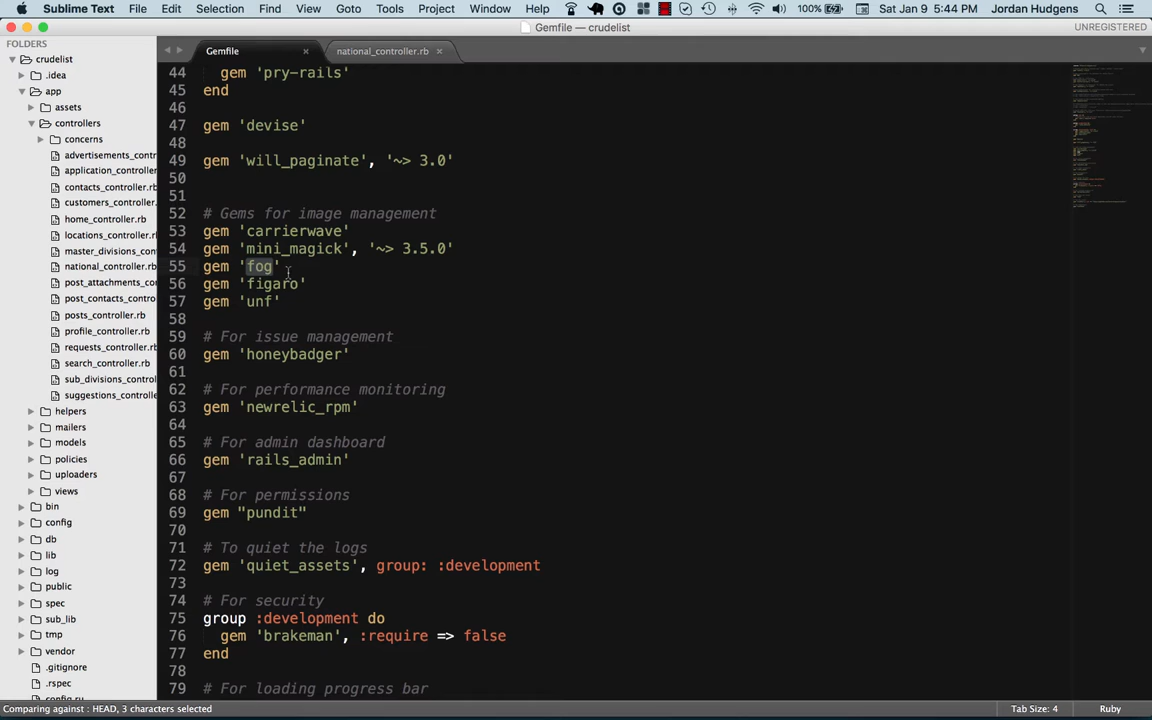 Sublime Text File Edit Selection Find View Goto Tools Project Window Help 100% Sat Jan 9 5:44 PM Jordan Hudgens
Gemfile — crudelist UNREGISTERED
FOLDERS
crudelist
.idea
app
assets
controllers
concerns
advertisements_contr
application_controlle
contacts_controller.rb
customers_controller.
home_controller.rb
locations_controller.rb
master_divisions_cont
national_controller.rb
post_attachments_con
post_contacts_contro
posts_controller.rb
profile_controller.rb
requests_controller.rb
search_controller.rb
sub_divisions_control
suggestions_controlle
helpers
mailers
models
policies
uploaders
views
bin
config
db
lib
log
public
spec
sub_lib
tmp
vendor
.gitignore
.rspec
config.ru
Gemfile national_controller.rb
44 gem 'pry-rails'
45 end
46
47 gem 'devise'
48
49 gem 'will_paginate', '~> 3.0'
50
51
52 # Gems for image management
53 gem 'carrierwave'
54 gem 'mini_magick', '~> 3.5.0'
55 gem 'fog'
56 gem 'figaro'
57 gem 'unf'
58
59 # For issue management
60 gem 'honeybadger'
61
62 # For performance monitoring
63 gem 'newrelic_rpm'
64
65 # For admin dashboard
66 gem 'rails_admin'
67
68 # For permissions
69 gem "pundit"
70
71 # To quiet the logs
72 gem 'quiet_assets', group: :development
73
74 # For security
75 group :development do
76 gem 'brakeman', :require => false
77 end
78
79 # For loading progress bar
Comparing against : HEAD, 3 characters selected Tab Size: 4 Ruby